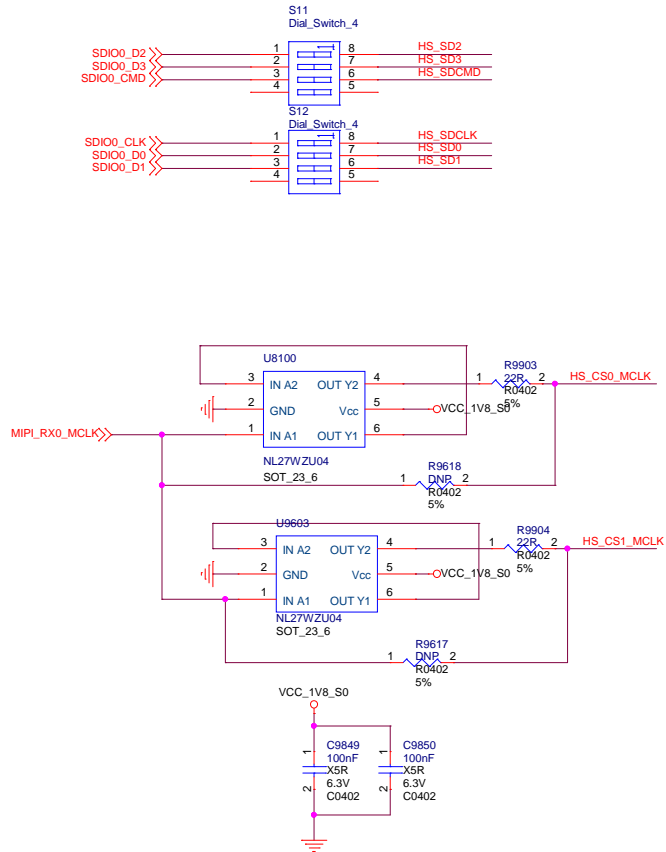 S11
Dial_Switch_4
SDIO0_D2 1 8 HS_SD2
SDIO0_D3 2 7 HS_SD3
SDIO0_CMD 3 6 HS_SDCMD
4 5
S12
Dial_Switch_4
SDIO0_CLK 1 8 HS_SDCLK
SDIO0_D0 2 7 HS_SD0
SDIO0_D1 3 6 HS_SD1
4 5
U8100
R9903
3 IN A2 OUT Y2 4 1 22R 2 HS_CS0_MCLK
R0402
5%
2 GND Vcc 5 VCC_1V8_S0
MIPI_RX0_MCLK 1 IN A1 OUT Y1 6
NL27WZU04
SOT_23_6
R9618
1 DNP 2
R0402
5%
U9603
R9904
3 IN A2 OUT Y2 4 1 22R 2 HS_CS1_MCLK
R0402
5%
2 GND Vcc 5 VCC_1V8_S0
1 IN A1 OUT Y1 6
NL27WZU04
SOT_23_6
R9617
1 DNP 2
R0402
5%
VCC_1V8_S0
C9849 C9850
1 100nF 1 100nF
X5R X5R
2 6.3V 2 6.3V
C0402 C0402